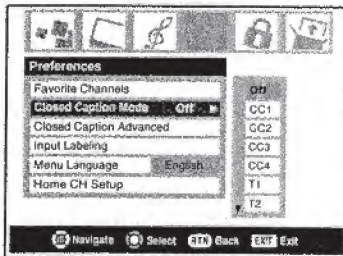 Preferences
Favorite Channels
Closed Caption Mode Off
Off
CC1
Closed Caption Advanced
CC2
Input Labeling
CC3
Menu Language English
CC4
Home CH Setup
T1
T2
Navigate Select RTN Back EXIT Exit